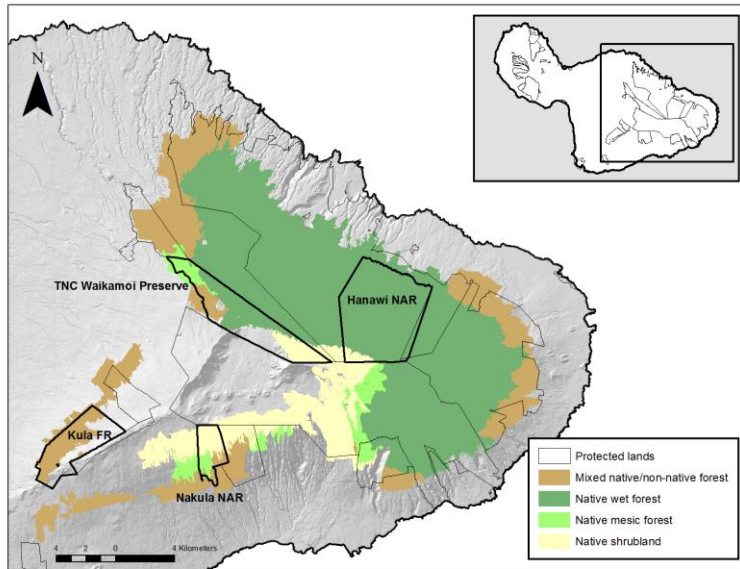 N
TNC Waikamoi Preserve
Hanawi NAR
Kula FR
Nakula NAR
4 2 0 4 Kilometers
Protected lands
Mixed native/non-native forest
Native wet forest
Native mesic forest
Native shrubland